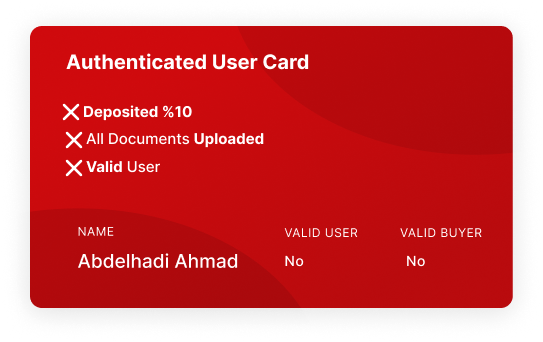 Authenticated User Card
Deposited %10
All Documents Uploaded
Valid User
NAME VALID USER VALID BUYER
Abdelhadi Ahmad No No